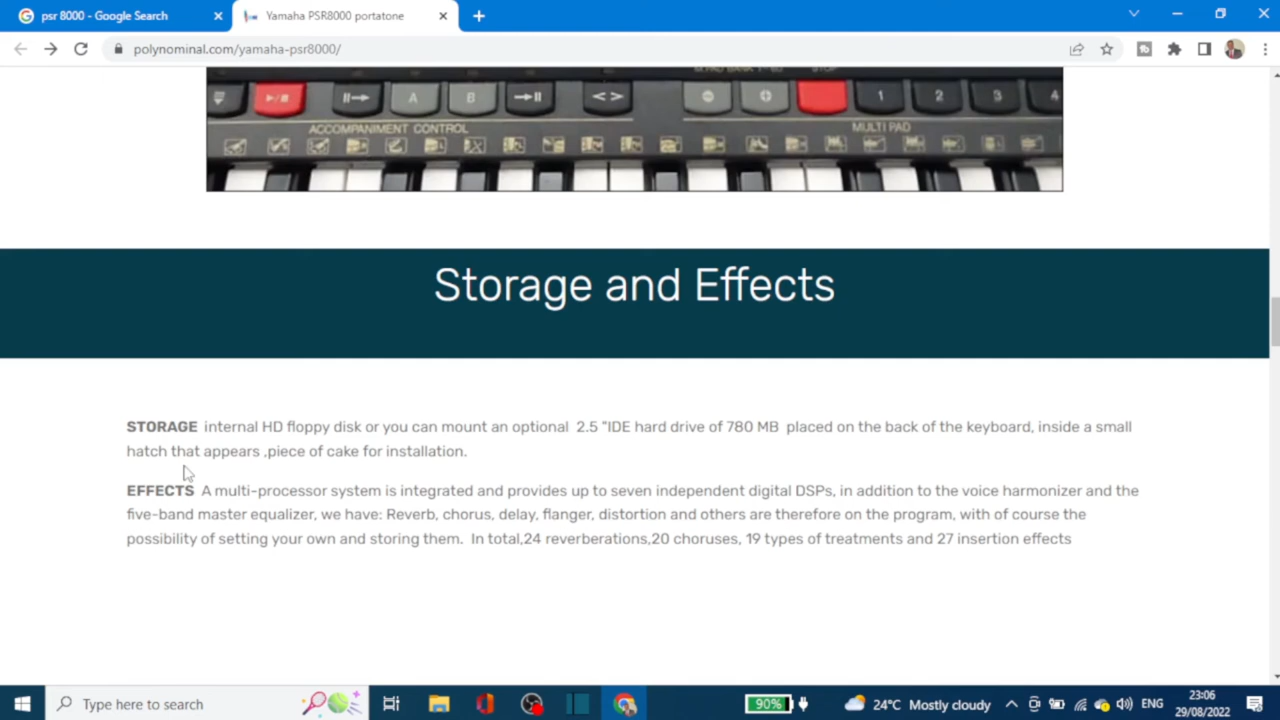 psr 8000 - Google Search
Yamaha PSR8000 portatone
polynominal.com/yamaha-psr8000/
A
B
1
2
3
4
ACCOMPANIMENT CONTROL
MULTI PAD
Storage and Effects
STORAGE internal HD floppy disk or you can mount an optional 2.5 "IDE hard drive of 780 MB placed on the back of the keyboard, inside a small
hatch that appears ,piece of cake for installation.
EFFECTS A multi-processor system is integrated and provides up to seven independent digital DSPs, in addition to the voice harmonizer and the
five-band master equalizer, we have: Reverb, chorus, delay, flanger, distortion and others are therefore on the program, with of course the
possibility of setting your own and storing them. In total,24 reverberations,20 choruses, 19 types of treatments and 27 insertion effects
Type here to search
90%
24°C Mostly cloudy
ENG
23:06
29/08/2022